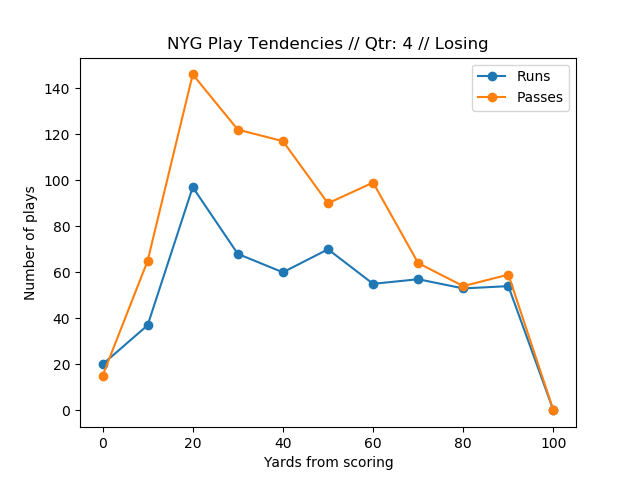 NYG Play Tendencies // Qtr: 4 // Losing
Runs
Passes
Number of plays
140
120
100
80
60
40
20
0
0 20 40 60 80 100
Yards from scoring